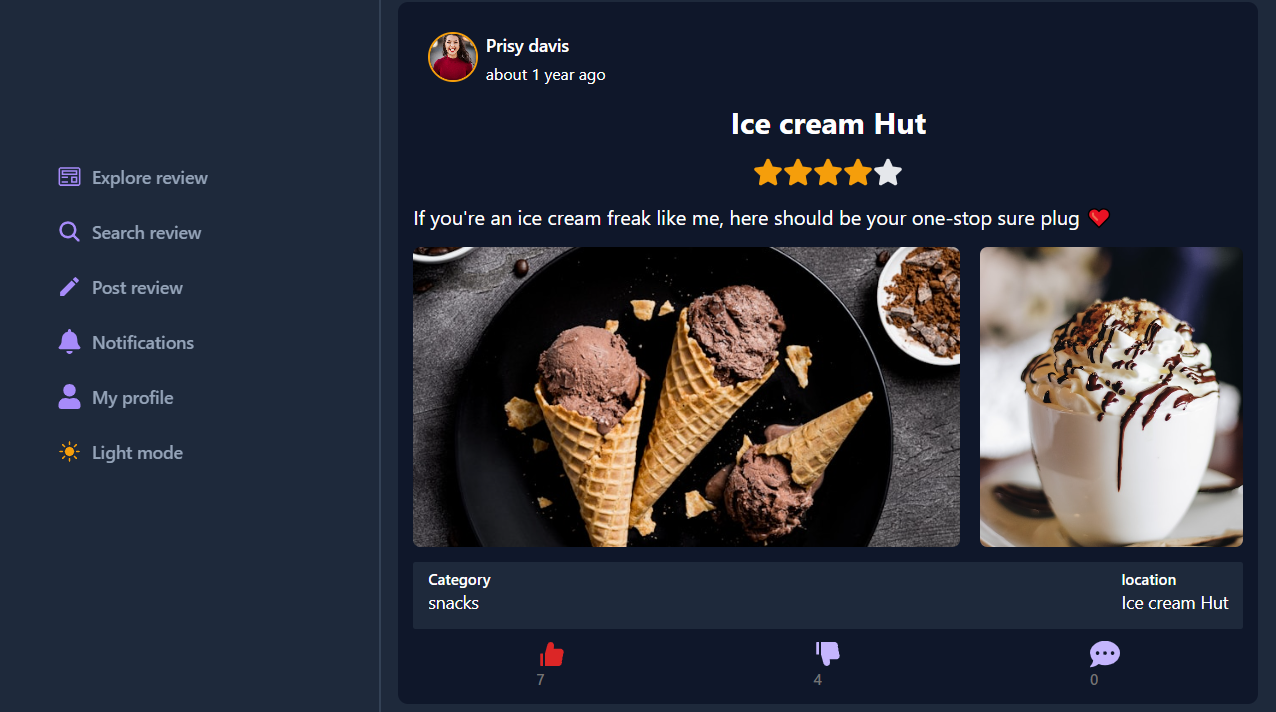 Explore review
Search review
Post review
Notifications
My profile
Light mode
Prisy davis
about 1 year ago
Ice cream Hut
If you're an ice cream freak like me, here should be your one-stop sure plug ❤️
Category
snacks
location
Ice cream Hut
7
4
0